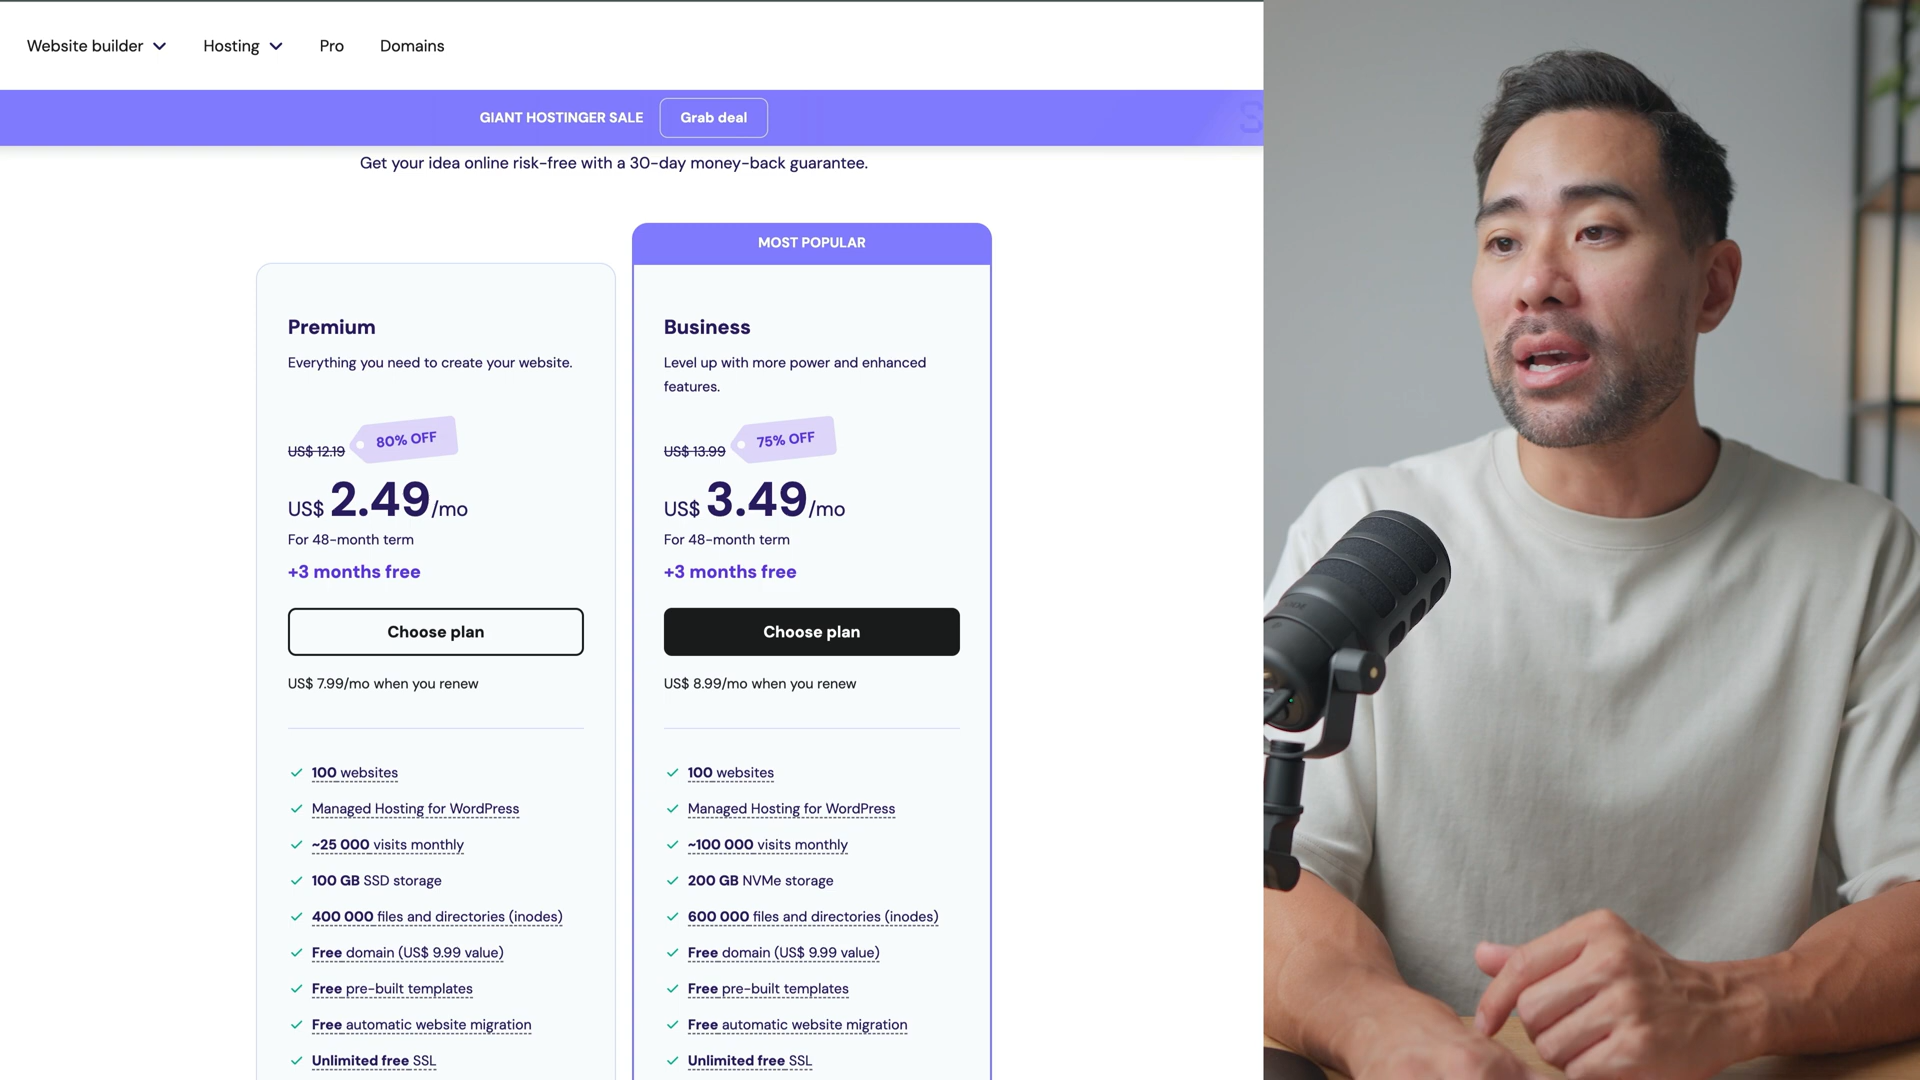 Website builder
Hosting
Pro
Domains
GIANT HOSTINGER SALE
Grab deal
S
Get your idea online risk-free with a 30-day money-back guarantee.
Premium
Everything you need to create your website.
US$ 12.19
80% OFF
US$ 2.49/mo
For 48-month term
+3 months free
Choose plan
US$ 7.99/mo when you renew
100 websites
Managed Hosting for WordPress
~25 000 visits monthly
100 GB SSD storage
400 000 files and directories (inodes)
Free domain (US$ 9.99 value)
Free pre-built templates
Free automatic website migration
Unlimited free SSL
MOST POPULAR
Business
Level up with more power and enhanced
features.
US$ 13.99
75% OFF
US$ 3.49/mo
For 48-month term
+3 months free
Choose plan
US$ 8.99/mo when you renew
100 websites
Managed Hosting for WordPress
~100 000 visits monthly
200 GB NVMe storage
600 000 files and directories (inodes)
Free domain (US$ 9.99 value)
Free pre-built templates
Free automatic website migration
Unlimited free SSL